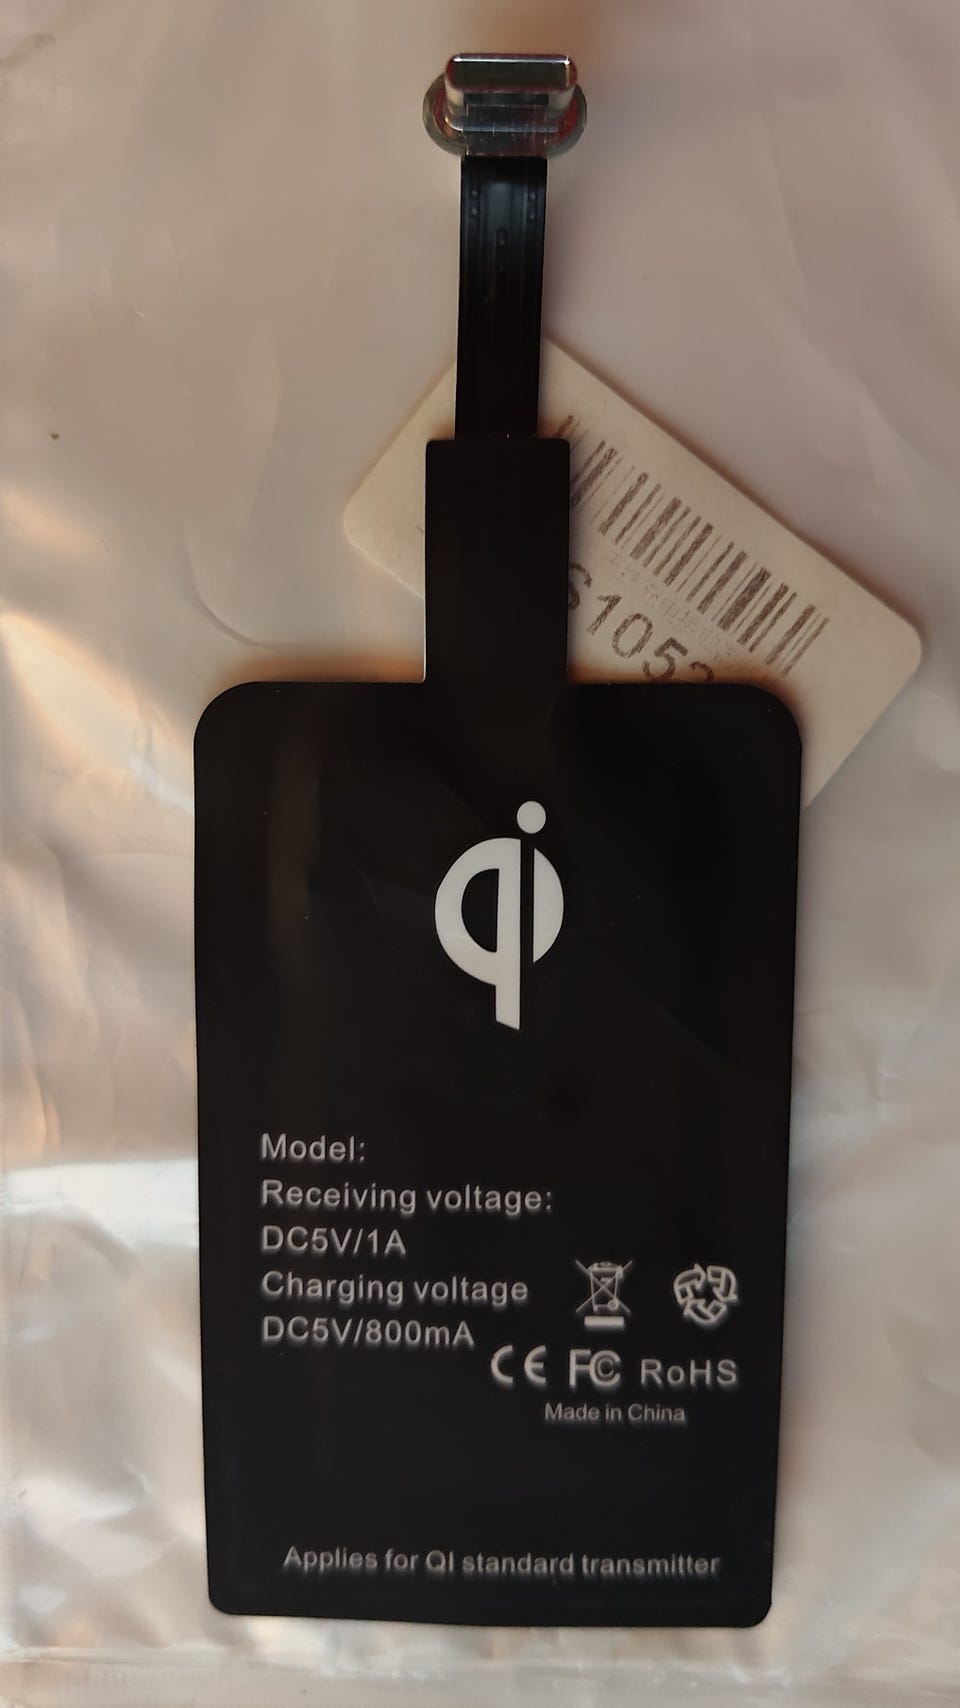 S1052
qi
Model:
Receiving voltage:
DC5V/1A
Charging voltage
DC5V/800mA
CE FC RoHS
Made in China
Applies for QI standard transmitter